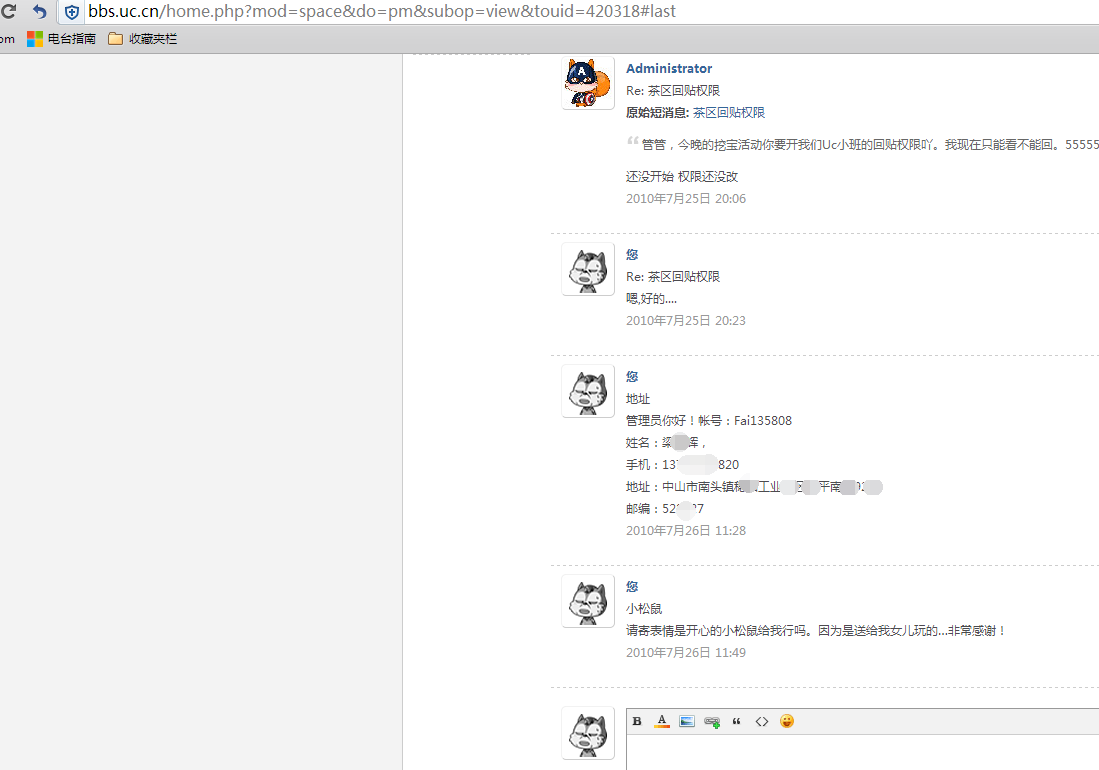 bbs.uc.cn/home.php?mod=space&do=pm&subop=view&touid=420318#last
om 电台指南 收藏夹栏
A
Administrator
Re: 茶区回贴权限
原始短消息: 茶区回贴权限
管管，今晚的挖宝活动你要开我们Uc小班的回贴权限吖。我现在只能看不能回。55555
还没开始 权限还没改
2010年7月25日 20:06
您
Re: 茶区回贴权限
嗯,好的....
2010年7月25日 20:23
您
地址
管理员你好！帐号：Fai135808
姓名：梁 辉，
手机：13 820
地址：中山市南头镇 工业 平南
邮编：52 7
2010年7月26日 11:28
您
小松鼠
请寄表情是开心的小松鼠给我行吗。因为是送给我女儿玩的...非常感谢！
2010年7月26日 11:49
B A “ <>